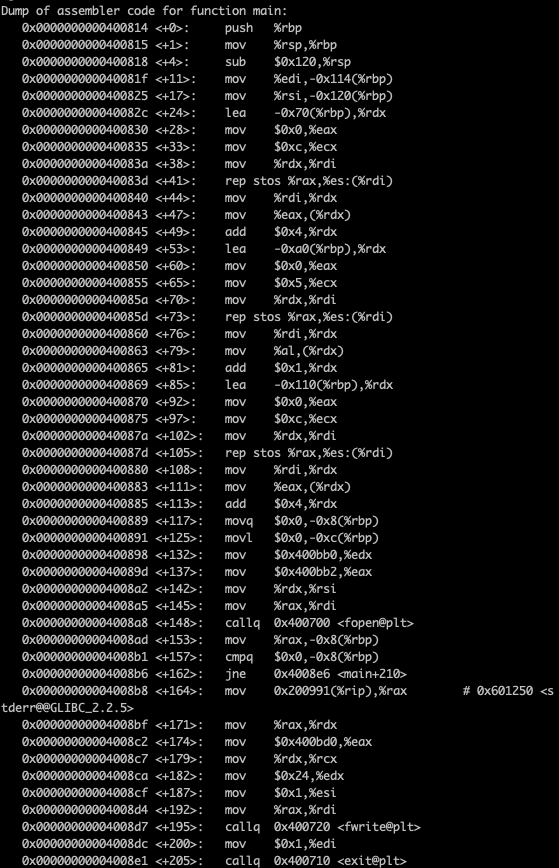 Dump of assembler code for function main:
0x0000000000400814 <+0>: push %rbp
0x0000000000400815 <+1>: mov %rsp,%rbp
0x0000000000400818 <+4>: sub $0x120,%rsp
0x000000000040081f <+11>: mov %edi,-0x114(%rbp)
0x0000000000400825 <+17>: mov %rsi,-0x120(%rbp)
0x000000000040082c <+24>: lea -0x70(%rbp),%rdx
0x0000000000400830 <+28>: mov $0x0,%eax
0x0000000000400835 <+33>: mov $0xc,%ecx
0x000000000040083a <+38>: mov %rdx,%rdi
0x000000000040083d <+41>: rep stos %rax,%es:(%rdi)
0x0000000000400840 <+44>: mov %rdi,%rdx
0x0000000000400843 <+47>: mov %eax,(%rdx)
0x0000000000400845 <+49>: add $0x4,%rdx
0x0000000000400849 <+53>: lea -0xa0(%rbp),%rdx
0x0000000000400850 <+60>: mov $0x0,%eax
0x0000000000400855 <+65>: mov $0x5,%ecx
0x000000000040085a <+70>: mov %rdx,%rdi
0x000000000040085d <+73>: rep stos %rax,%es:(%rdi)
0x0000000000400860 <+76>: mov %rdi,%rdx
0x0000000000400863 <+79>: mov %al,(%rdx)
0x0000000000400865 <+81>: add $0x1,%rdx
0x0000000000400869 <+85>: lea -0x110(%rbp),%rdx
0x0000000000400870 <+92>: mov $0x0,%eax
0x0000000000400875 <+97>: mov $0xc,%ecx
0x000000000040087a <+102>: mov %rdx,%rdi
0x000000000040087d <+105>: rep stos %rax,%es:(%rdi)
0x0000000000400880 <+108>: mov %rdi,%rdx
0x0000000000400883 <+111>: mov %eax,(%rdx)
0x0000000000400885 <+113>: add $0x4,%rdx
0x0000000000400889 <+117>: movq $0x0,-0x8(%rbp)
0x0000000000400891 <+125>: movl $0x0,-0xc(%rbp)
0x0000000000400898 <+132>: mov $0x400bb0,%edx
0x000000000040089d <+137>: mov $0x400bb2,%eax
0x00000000004008a2 <+142>: mov %rdx,%rsi
0x00000000004008a5 <+145>: mov %rax,%rdi
0x00000000004008a8 <+148>: callq 0x400700 <fopen@plt>
0x00000000004008ad <+153>: mov %rax,-0x8(%rbp)
0x00000000004008b1 <+157>: cmpq $0x0,-0x8(%rbp)
0x00000000004008b6 <+162>: jne 0x4008e6 <main+210>
0x00000000004008b8 <+164>: mov 0x200991(%rip),%rax # 0x601250 <s
tderr@@GLIBC_2.2.5>
0x00000000004008bf <+171>: mov %rax,%rdx
0x00000000004008c2 <+174>: mov $0x400bd0,%eax
0x00000000004008c7 <+179>: mov %rdx,%rcx
0x00000000004008ca <+182>: mov $0x24,%edx
0x00000000004008cf <+187>: mov $0x1,%esi
0x00000000004008d4 <+192>: mov %rax,%rdi
0x00000000004008d7 <+195>: callq 0x400720 <fwrite@plt>
0x00000000004008dc <+200>: mov $0x1,%edi
0x00000000004008e1 <+205>: callq 0x400710 <exit@plt>